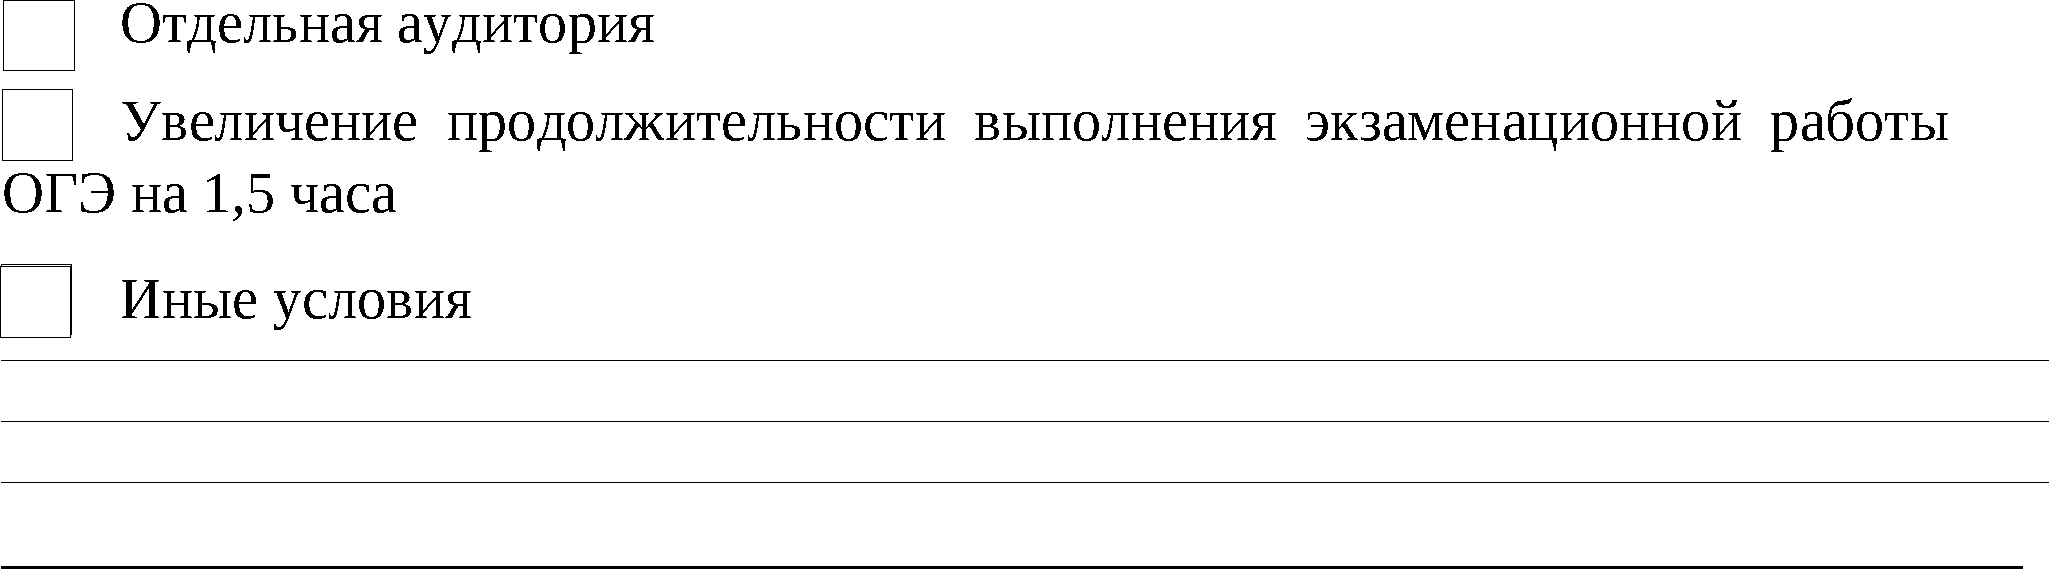 Отдельная аудитория
Увеличение продолжительности выполнения экзаменационной работы
ОГЭ на 1,5 часа
Иные условия